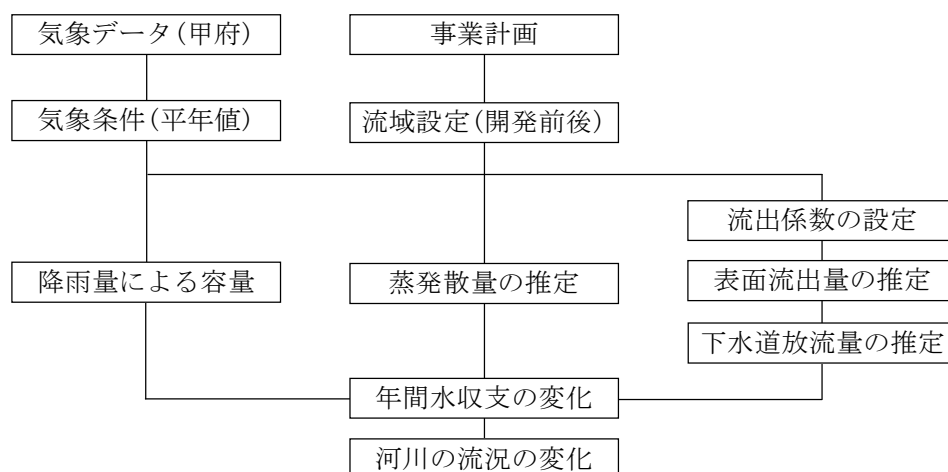 気象データ(甲府)
事業計画
気象条件(平年値)
流域設定(開発前後)
流出係数の設定
降雨量による容量
蒸発散量の推定
表面流出量の推定
下水道放流量の推定
年間水収支の変化
河川の流況の変化